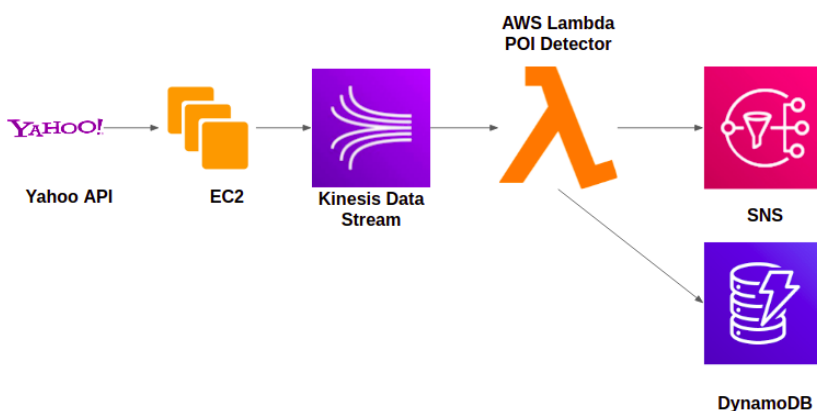 AWS Lambda
POI Detector
YAHOO!
Yahoo API
EC2
Kinesis Data
Stream
SNS
DynamoDB